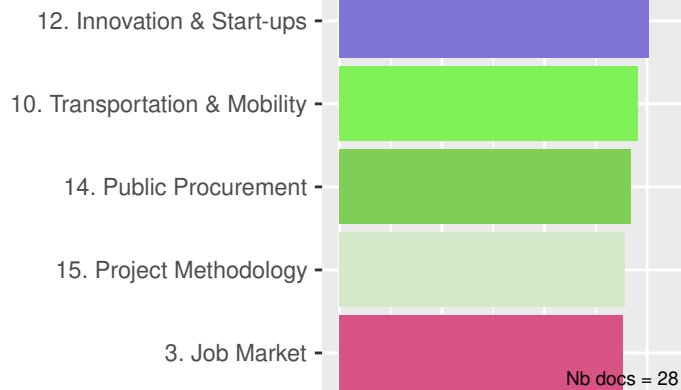 12. Innovation & Start-ups
10. Transportation & Mobility
14. Public Procurement
15. Project Methodology
3. Job Market
Nb docs = 28